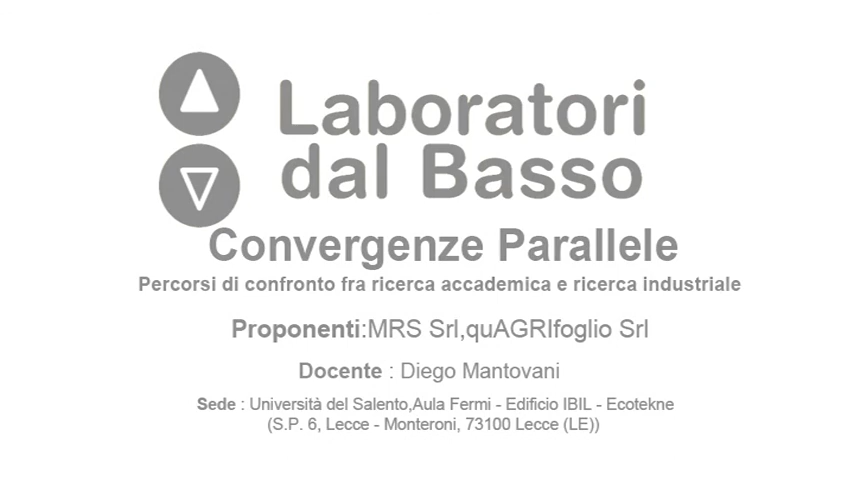 Laboratori
dal Basso
Convergenze Parallele
Percorsi di confronto fra ricerca accademica e ricerca industriale
Proponenti:MRS Srl,quAGRIfoglio Srl
Docente : Diego Mantovani
Sede : Università del Salento,Aula Fermi - Edificio IBIL - Ecotekne
(S.P. 6, Lecce - Monteroni, 73100 Lecce (LE))